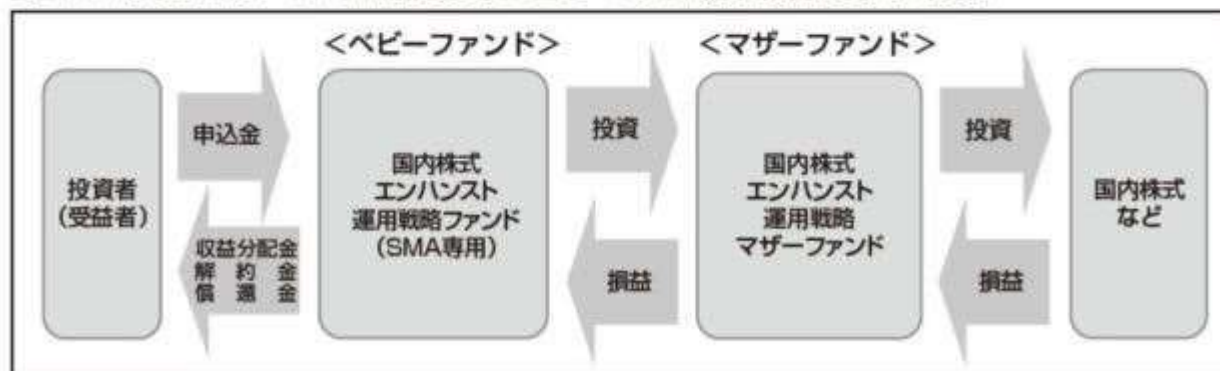 <ベビーファンド>
<マザーファンド>
投資者
(受益者)
申込金
収益分配金
解約金
償還金
国内株式
エンハンスト
運用戦略ファンド
(SMA専用)
投資
損益
国内株式
エンハンスト
運用戦略
マザーファンド
投資
損益
国内株式
など